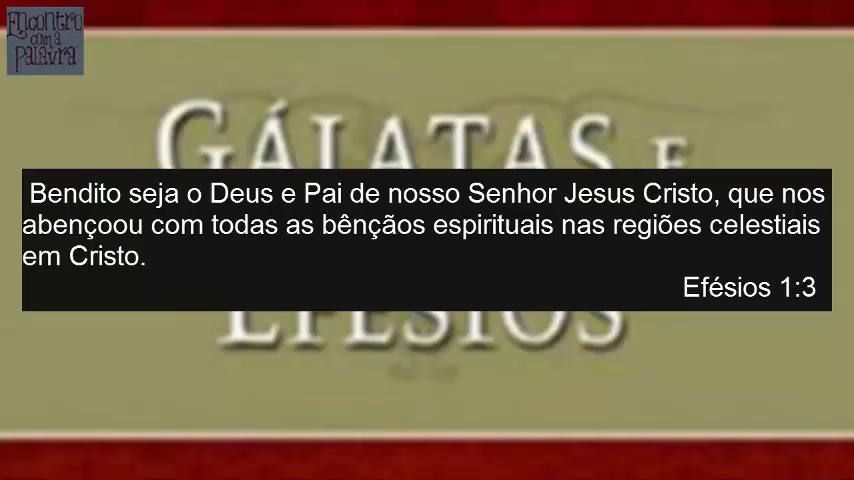 Encontro
com a
Palavra
GÁLATAS E
Bendito seja o Deus e Pai de nosso Senhor Jesus Cristo, que nos
abençoou com todas as bênçãos espirituais nas regiões celestiais
em Cristo.
Efésios 1:3
EFÉSIOS